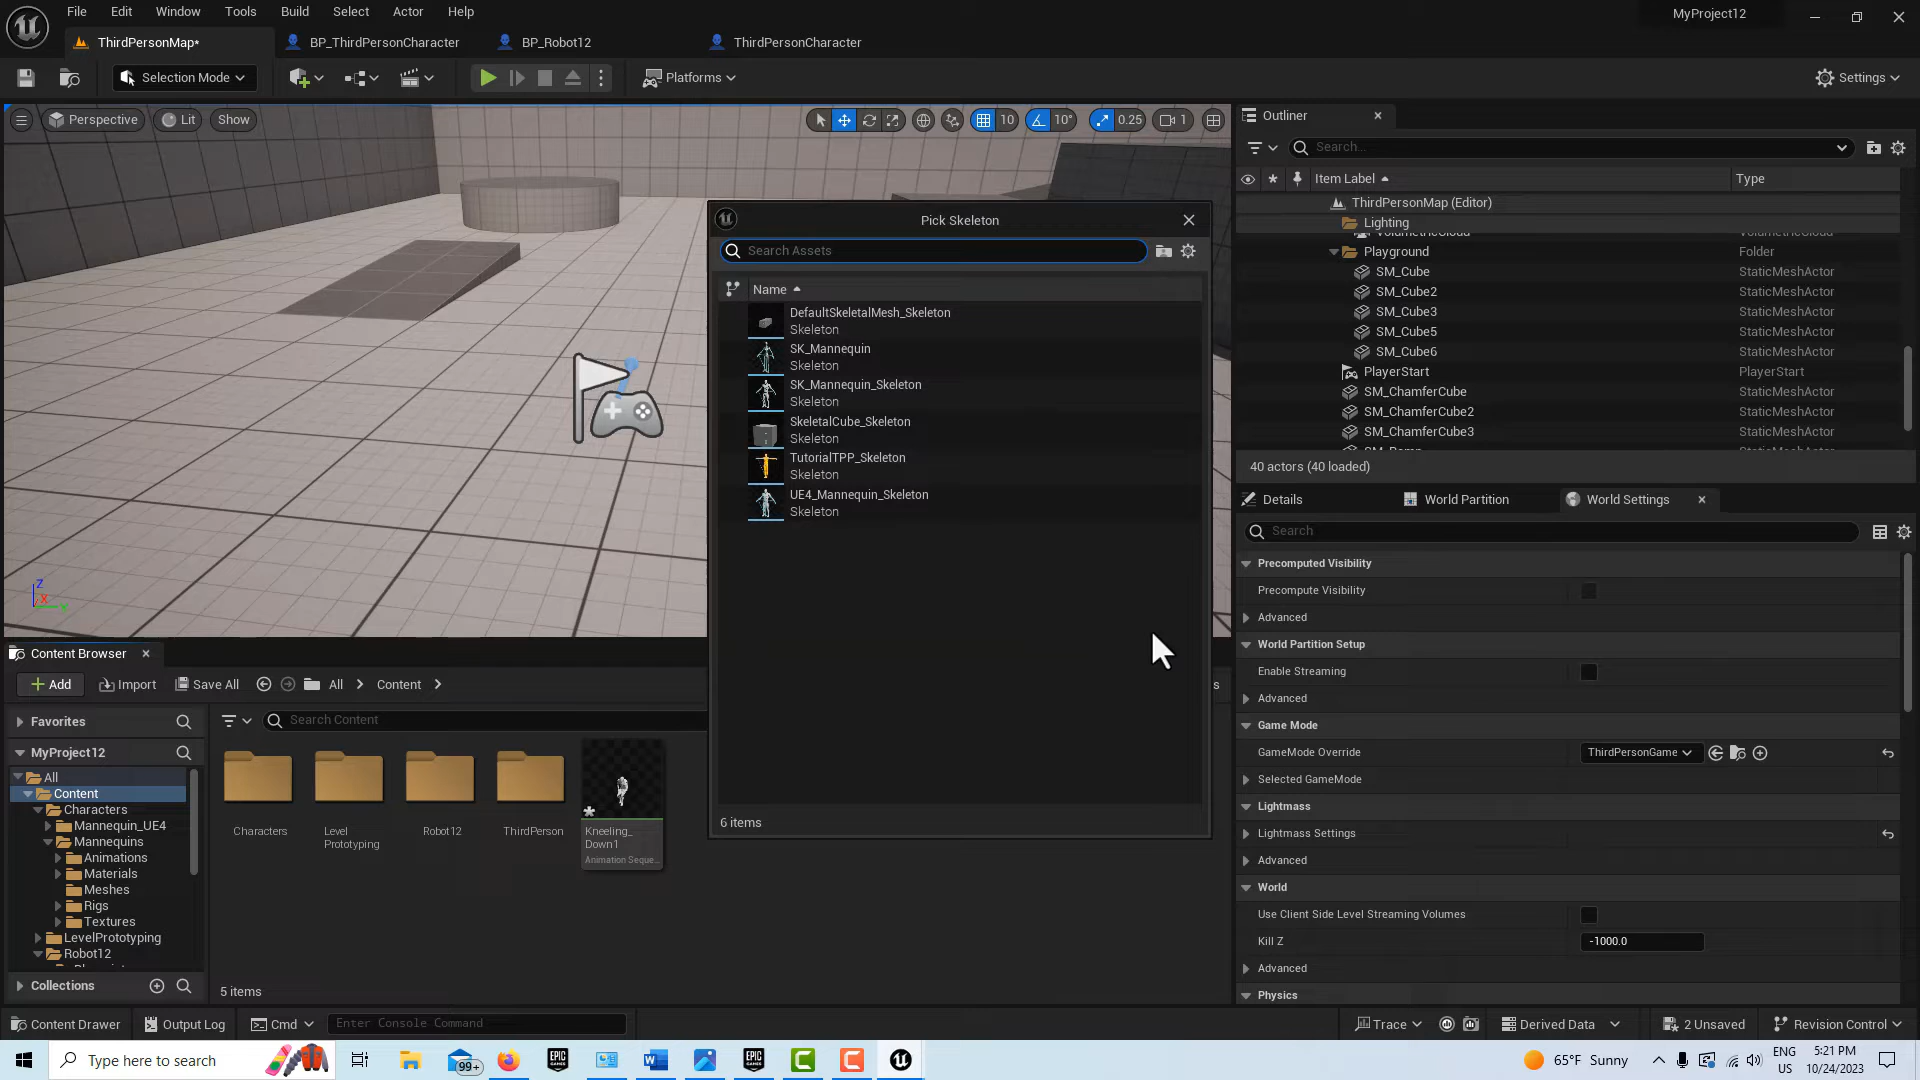 File Edit Window Tools Build Select Actor Help
MyProject12
ThirdPersonMap* BP_ThirdPersonCharacter BP_Robot12 ThirdPersonCharacter
Selection Mode Platforms Settings
Perspective Lit Show 10 10° 0.25 1
Outliner
Search...
Item Label Type
ThirdPersonMap (Editor)
Lighting
Playground Folder
SM_Cube StaticMeshActor
SM_Cube2 StaticMeshActor
SM_Cube3 StaticMeshActor
SM_Cube5 StaticMeshActor
SM_Cube6 StaticMeshActor
PlayerStart PlayerStart
SM_ChamferCube StaticMeshActor
SM_ChamferCube2 StaticMeshActor
SM_ChamferCube3 StaticMeshActor
40 actors (40 loaded)
Pick Skeleton
Search Assets
Name
DefaultSkeletalMesh_Skeleton
Skeleton
SK_Mannequin
Skeleton
SK_Mannequin_Skeleton
Skeleton
SkeletalCube_Skeleton
Skeleton
TutorialTPP_Skeleton
Skeleton
UE4_Mannequin_Skeleton
Skeleton
6 items
Z X Y
Details World Partition World Settings
Search
Precomputed Visibility
Precompute Visibility
Advanced
World Partition Setup
Enable Streaming
Advanced
Game Mode
GameMode Override ThirdPersonGame
Selected GameMode
Lightmass
Lightmass Settings
Advanced
World
Use Client Side Level Streaming Volumes
Kill Z -1000.0
Advanced
Physics
Content Browser
Add Import Save All All Content
Favorites
MyProject12
All
Content
Characters
Mannequin_UE4
Mannequins
Animations
Materials
Meshes
Rigs
Textures
LevelPrototyping
Robot12
Collections
Search Content
Characters
Level
Prototyping
Robot12
ThirdPerson
Kneeling_
Down1
Animation Seque...
5 items
Content Drawer Output Log Cmd Enter Console Command Trace Derived Data 2 Unsaved Revision Control
Type here to search 99+ 65°F Sunny ENG US 5:21 PM 10/24/2023